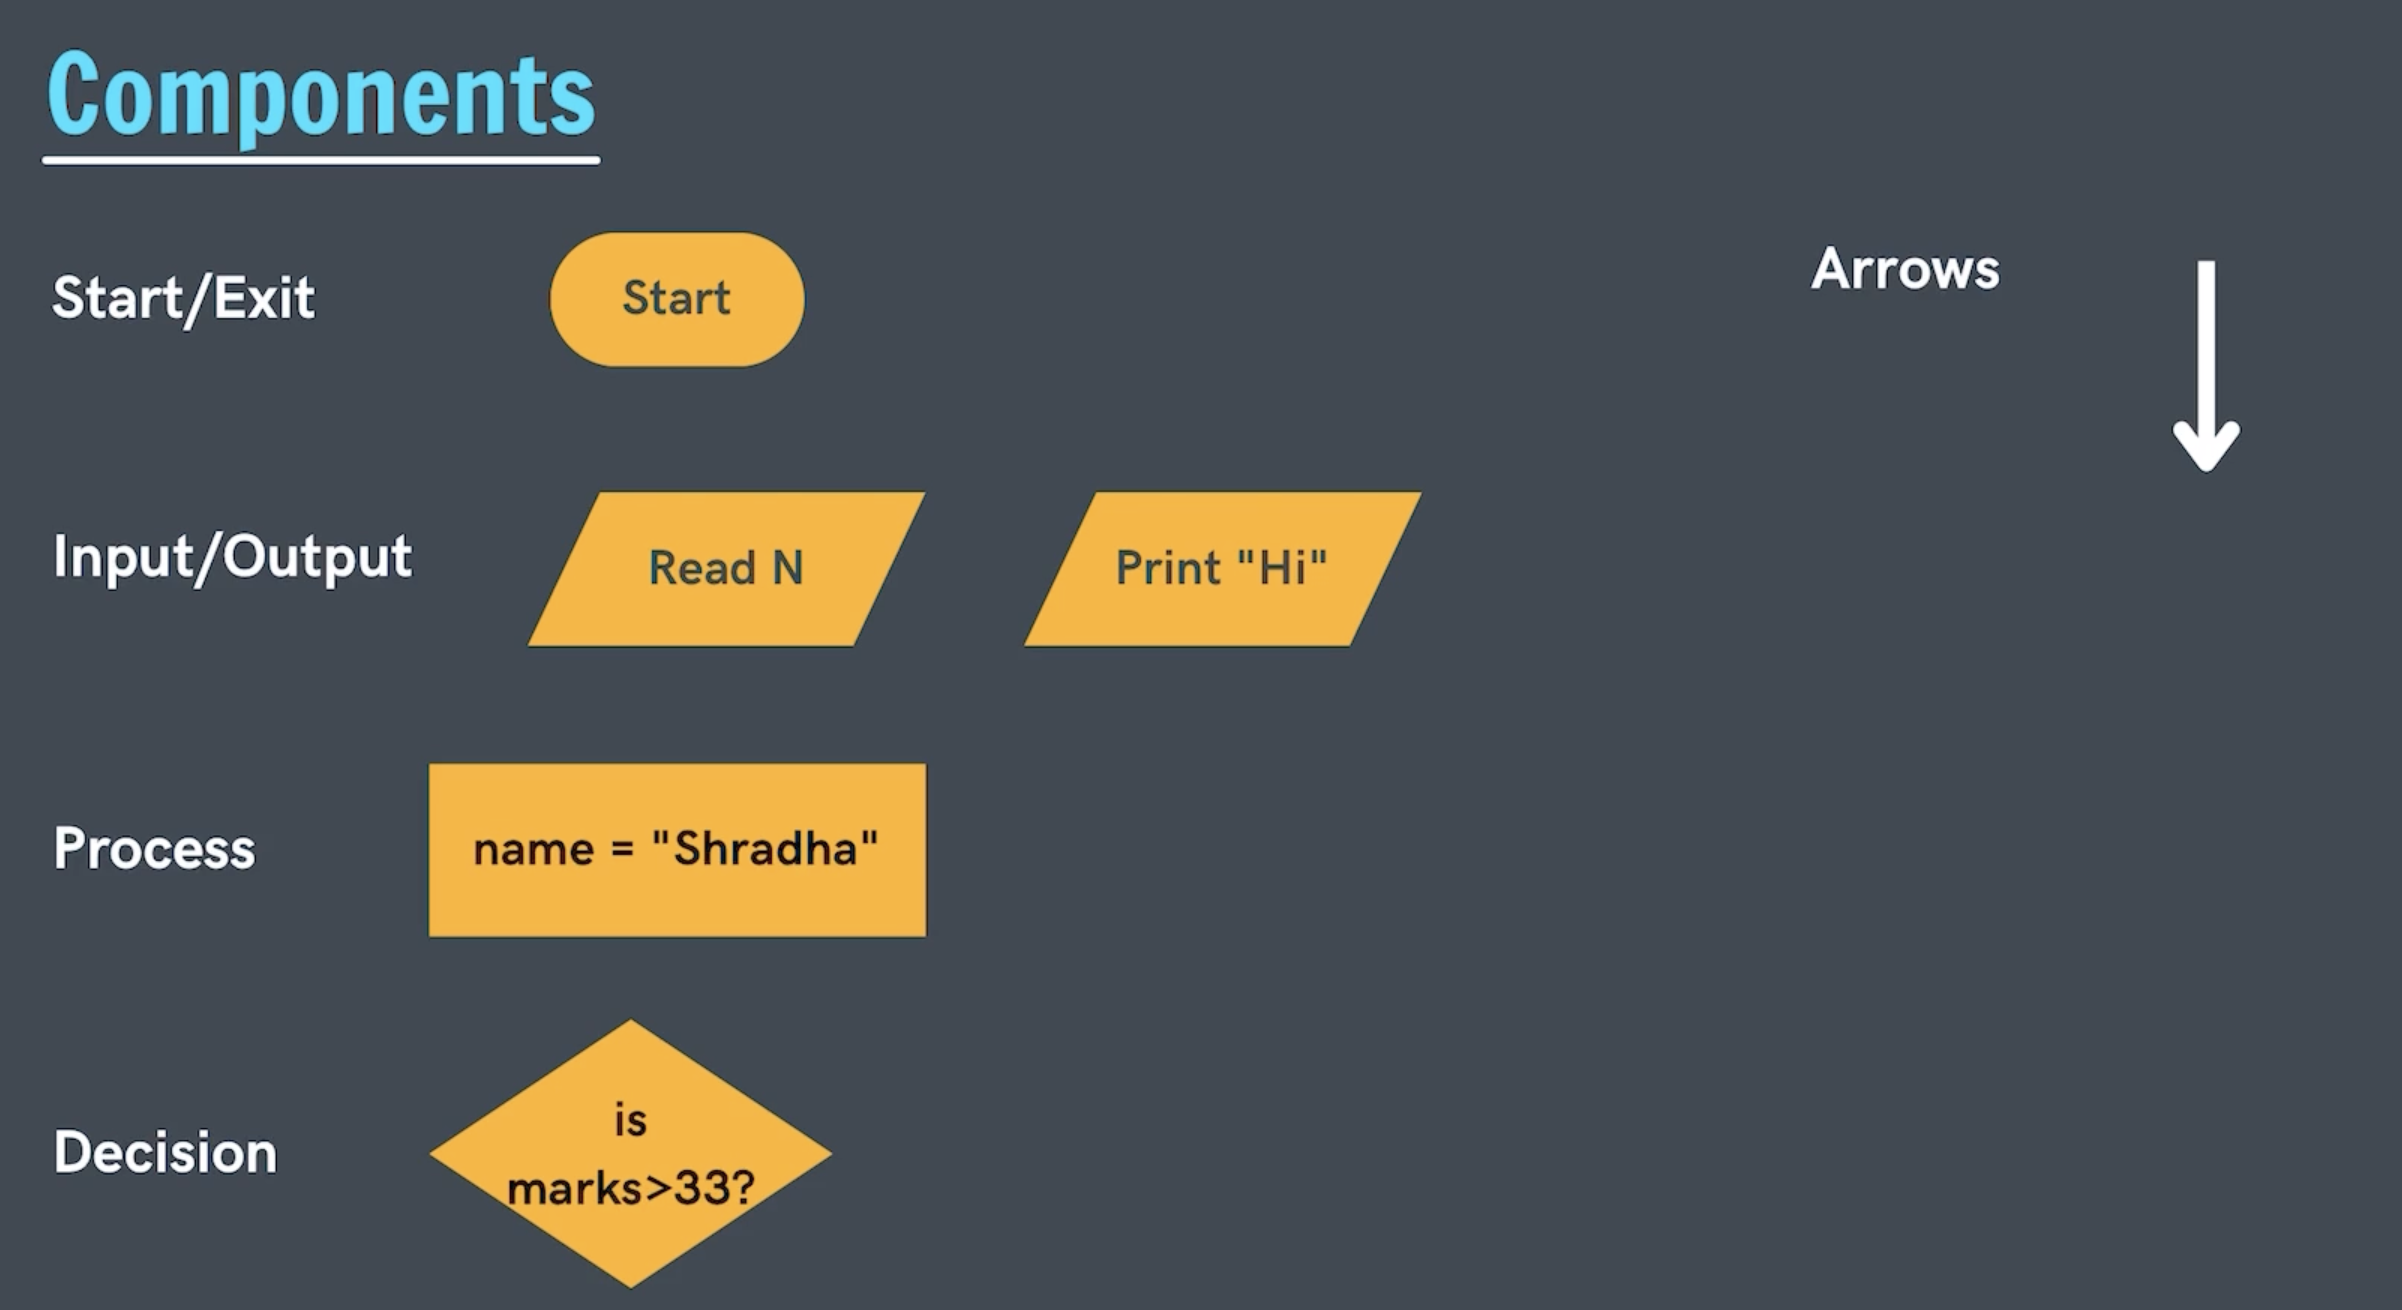 Components
Start/Exit
Start
Arrows
Input/Output
Read N
Print "Hi"
Process
name = "Shradha"
Decision
is
marks>33?